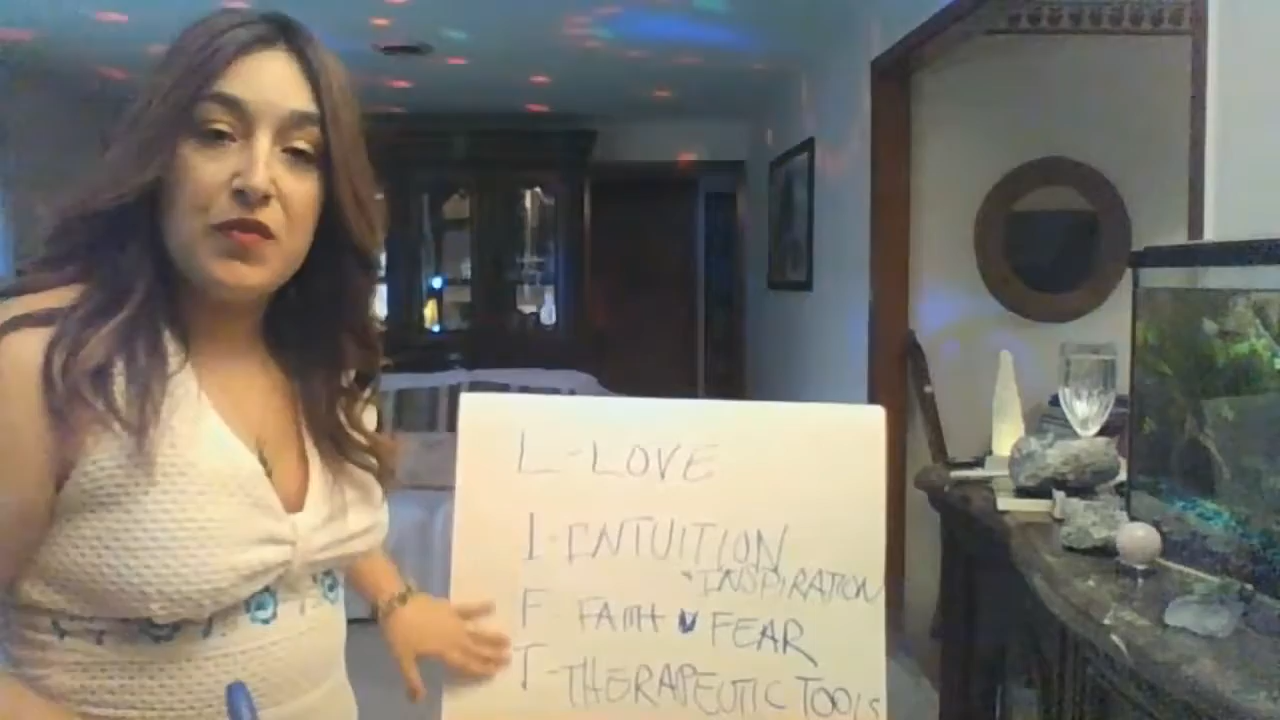 L-LOVE
I-ENTUITION
•INSPIRATION
F FAITH V FEAR
T-THERAPEUTIC TOOLS